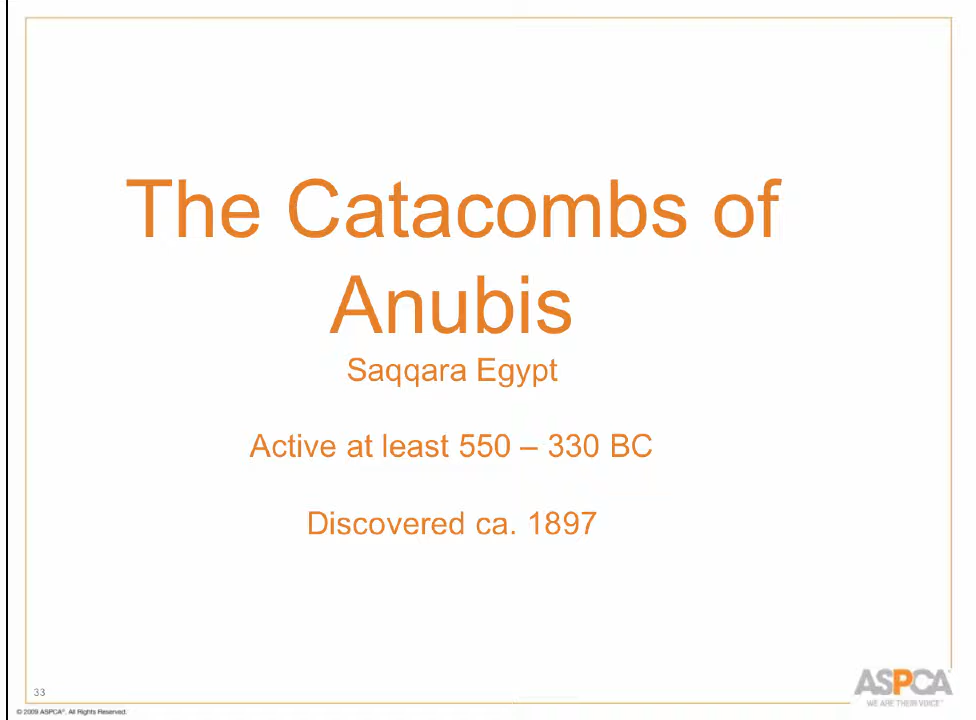 The Catacombs of
Anubis
Saqqara Egypt
Active at least 550 – 330 BC
Discovered ca. 1897
33
ASPCA®
WE ARE THEIR VOICE™
© 2009 ASPCA®, All Rights Reserved.